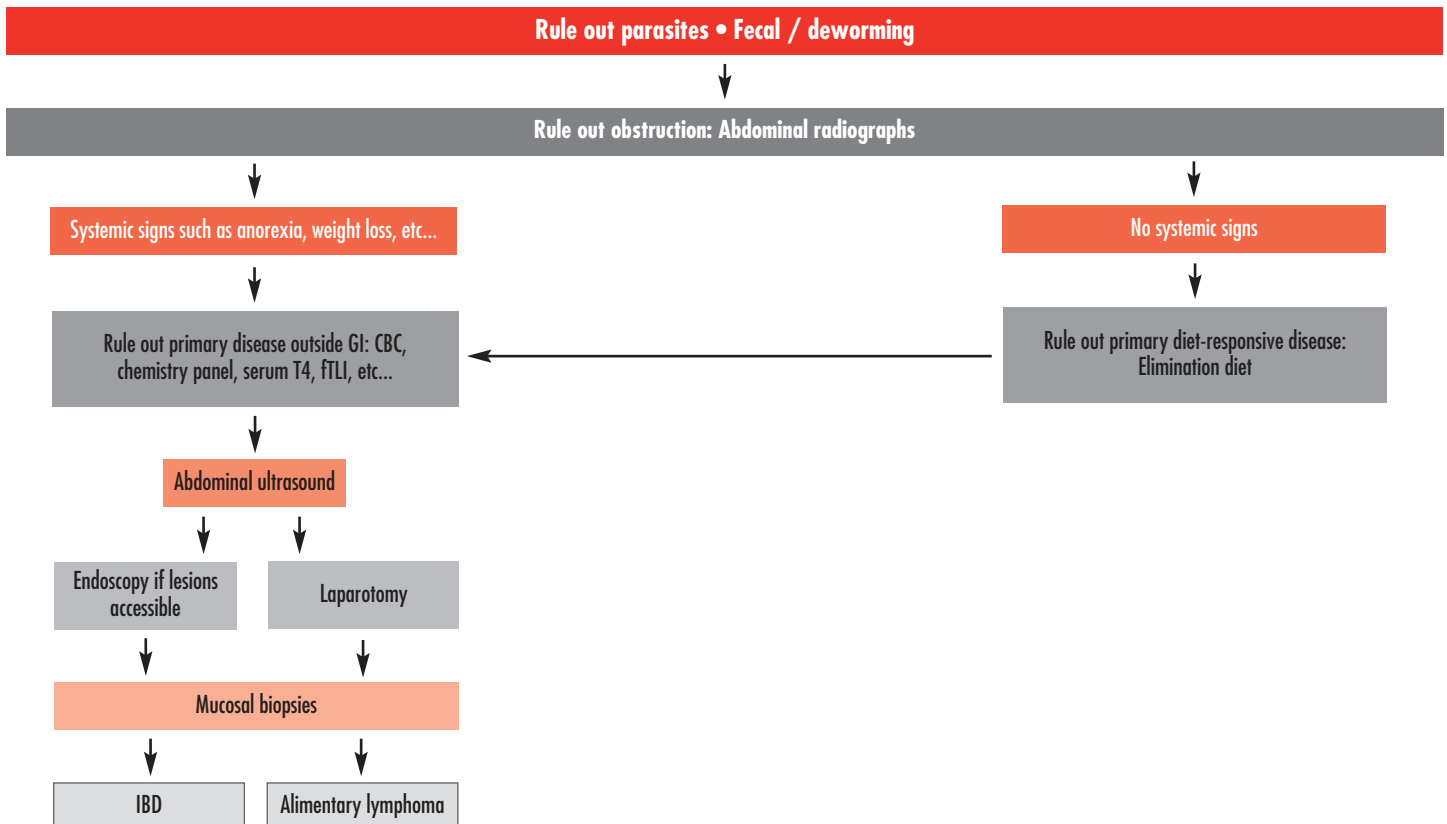 Rule out parasites • Fecal / deworming
Rule out obstruction: Abdominal radiographs
Systemic signs such as anorexia, weight loss, etc...
No systemic signs
Rule out primary disease outside GI: CBC,
chemistry panel, serum T4, fTLI, etc...
Rule out primary diet-responsive disease:
Elimination diet
Abdominal ultrasound
Endoscopy if lesions
accessible
Laparotomy
Mucosal biopsies
IBD
Alimentary lymphoma